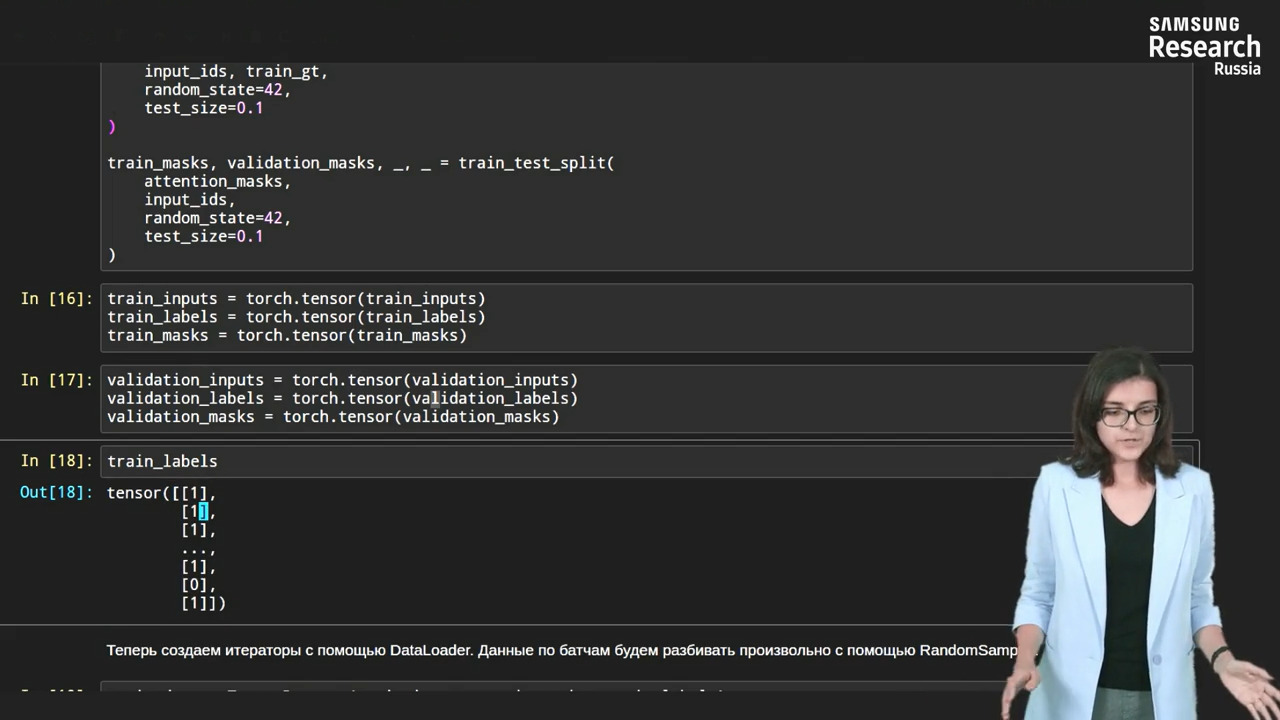 SAMSUNG
Research
Russia
input_ids, train_gt,
random_state=42,
test_size=0.1
)
train_masks, validation_masks, _, _ = train_test_split(
attention_masks,
input_ids,
random_state=42,
test_size=0.1
)
In [16]: train_inputs = torch.tensor(train_inputs)
train_labels = torch.tensor(train_labels)
train_masks = torch.tensor(train_masks)
In [17]: validation_inputs = torch.tensor(validation_inputs)
validation_labels = torch.tensor(validation_labels)
validation_masks = torch.tensor(validation_masks)
In [18]: train_labels
Out[18]: tensor([[1],
[1],
[1],
...,
[1],
[0],
[1]])
Теперь создаем итераторы с помощью DataLoader. Данные по батчам будем разбивать произвольно с помощью